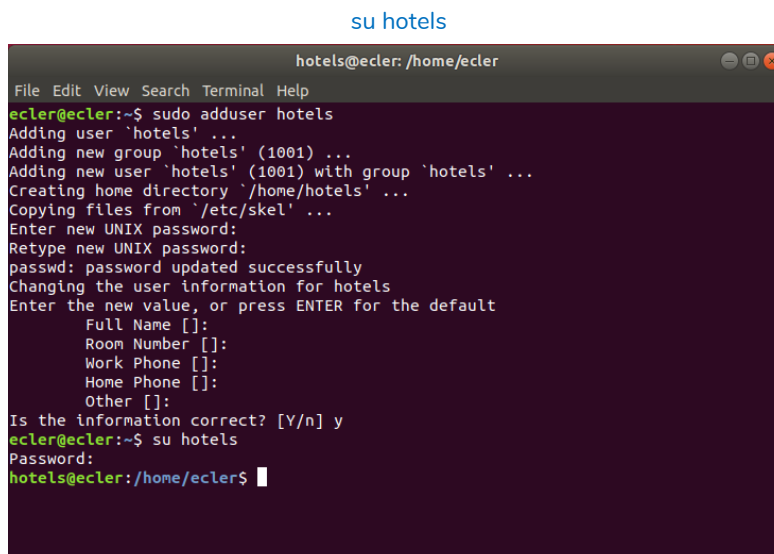 su hotels
hotels@ecler: /home/ecler
File Edit View Search Terminal Help
ecler@ecler:~$ sudo adduser hotels
Adding user `hotels' ...
Adding new group `hotels' (1001) ...
Adding new user `hotels' (1001) with group `hotels' ...
Creating home directory `/home/hotels' ...
Copying files from `/etc/skel' ...
Enter new UNIX password:
Retype new UNIX password:
passwd: password updated successfully
Changing the user information for hotels
Enter the new value, or press ENTER for the default
        Full Name []:
        Room Number []:
        Work Phone []:
        Home Phone []:
        Other []:
Is the information correct? [Y/n] y
ecler@ecler:~$ su hotels
Password:
hotels@ecler:/home/ecler$